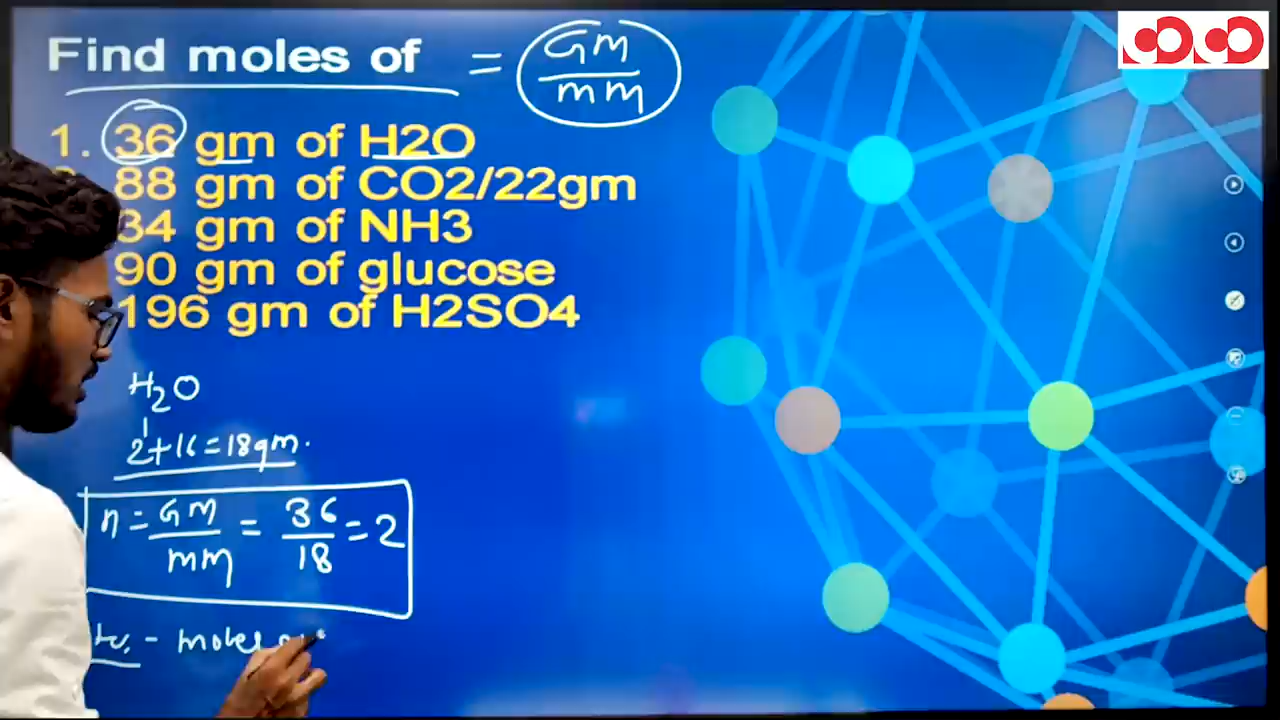 Find moles of = GM
mm
1. 36 gm of H2O
88 gm of CO2/22gm
34 gm of NH3
90 gm of glucose
196 gm of H2SO4
H2O
2+16=18gm.
n = GM / mm = 36 / 18 = 2
- moles